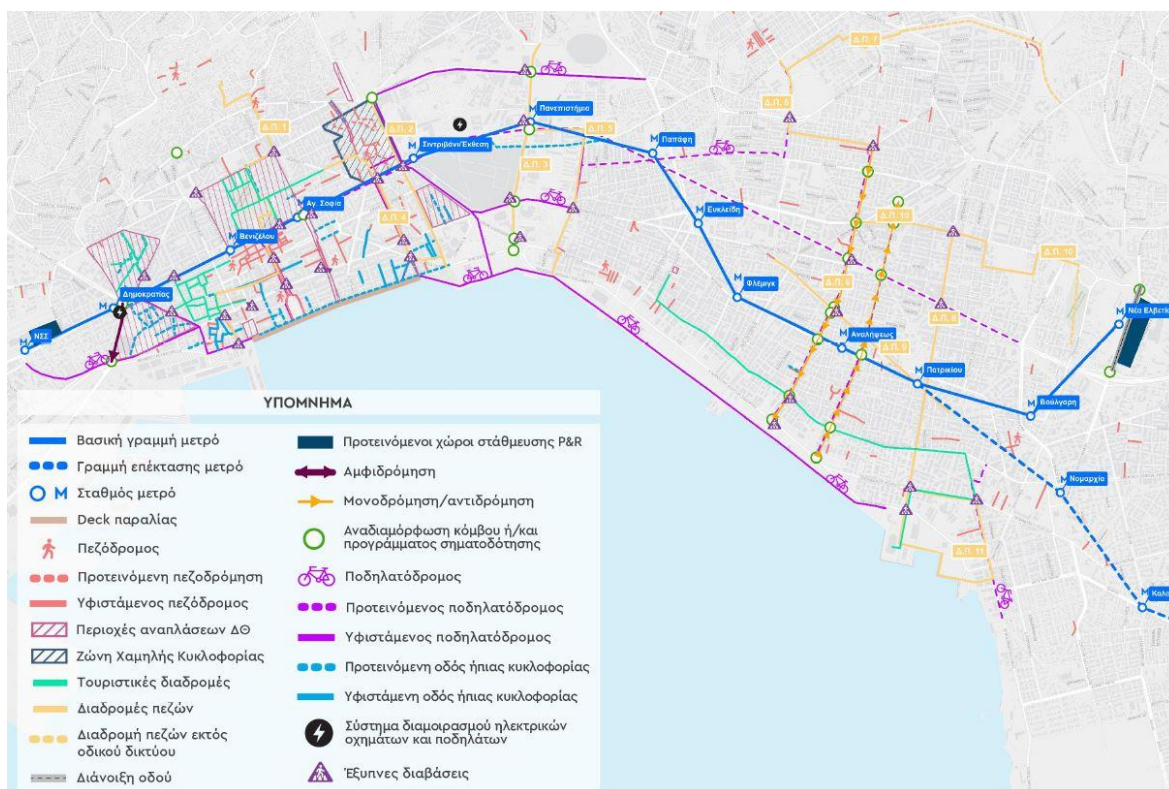 Δ.Π. 7
Δ.Π. 6
Πανεπιστήμιο
Δ.Π. 1
Δ.Π. 2
Δ.Π. 5
Σιντριβάνι/Έκθεση
Παπάφη
Δ.Π. 3
Αγ. Σοφία
Δ.Π. 4
Ευκλείδη
Δ.Π. 10
Βενιζέλου
Δ.Π. 10
Φλέμιγκ
Δημοκρατίας
Νέα Ελβετία
ΝΣΣ
Αναλήψεως
Πατρικίου
Βούλγαρη
Νομαρχία
Δ.Π. 11
Καλα
ΥΠΟΜΝΗΜΑ
Βασική γραμμή μετρό
Γραμμή επέκτασης μετρό
Μ Σταθμός μετρό
Deck παραλίας
Πεζόδρομος
Προτεινόμενη πεζοδρόμηση
Υφιστάμενος πεζόδρομος
Περιοχές αναπλάσεων ΔΘ
Ζώνη Χαμηλής Κυκλοφορίας
Τουριστικές διαδρομές
Διαδρομές πεζών
Διαδρομή πεζών εκτός
οδικού δικτύου
Διάνοιξη οδού
Προτεινόμενοι χώροι στάθμευσης P&R
Αμφιδρόμηση
Μονοδρόμηση/αντιδρόμηση
Αναδιαμόρφωση κόμβου ή/και
προγράμματος σηματοδότησης
Ποδηλατόδρομος
Προτεινόμενος ποδηλατόδρομος
Υφιστάμενος ποδηλατόδρομος
Προτεινόμενη οδός ήπιας κυκλοφορίας
Υφιστάμενη οδός ήπιας κυκλοφορίας
Σύστημα διαμοιρασμού ηλεκτρικών
οχημάτων και ποδηλάτων
Έξυπνες διαβάσεις